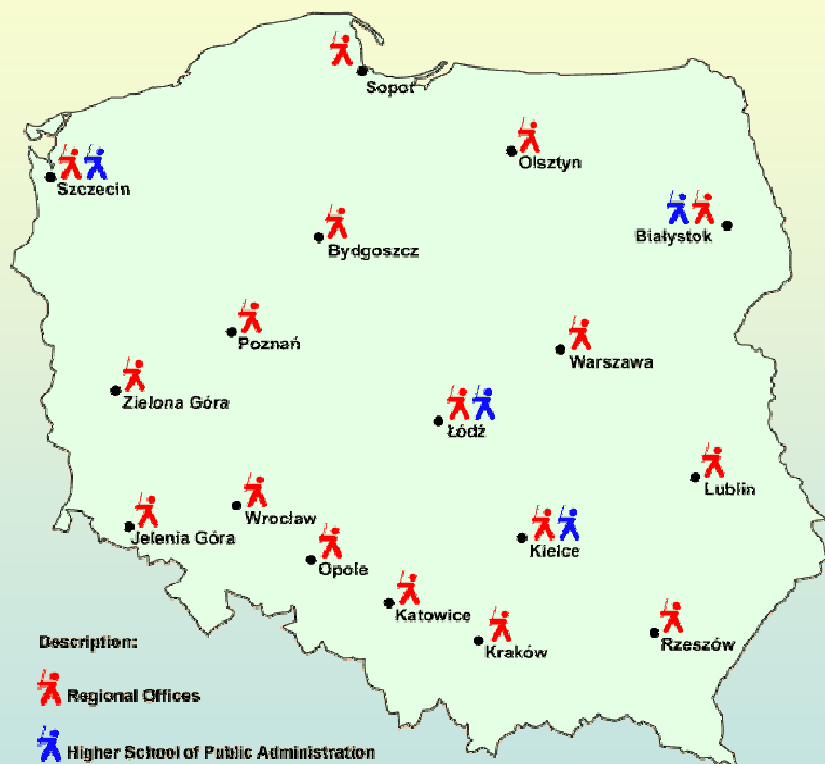 Sopot
Olsztyn
Szczecin
Białystok
Bydgoszcz
Poznań
Warszawa
Zielona Góra
Łódź
Lublin
Wrocław
Jelenia Góra
Kielce
Opole
Katowice
Kraków
Rzeszów
Description:
Regional Offices
Higher School of Public Administration